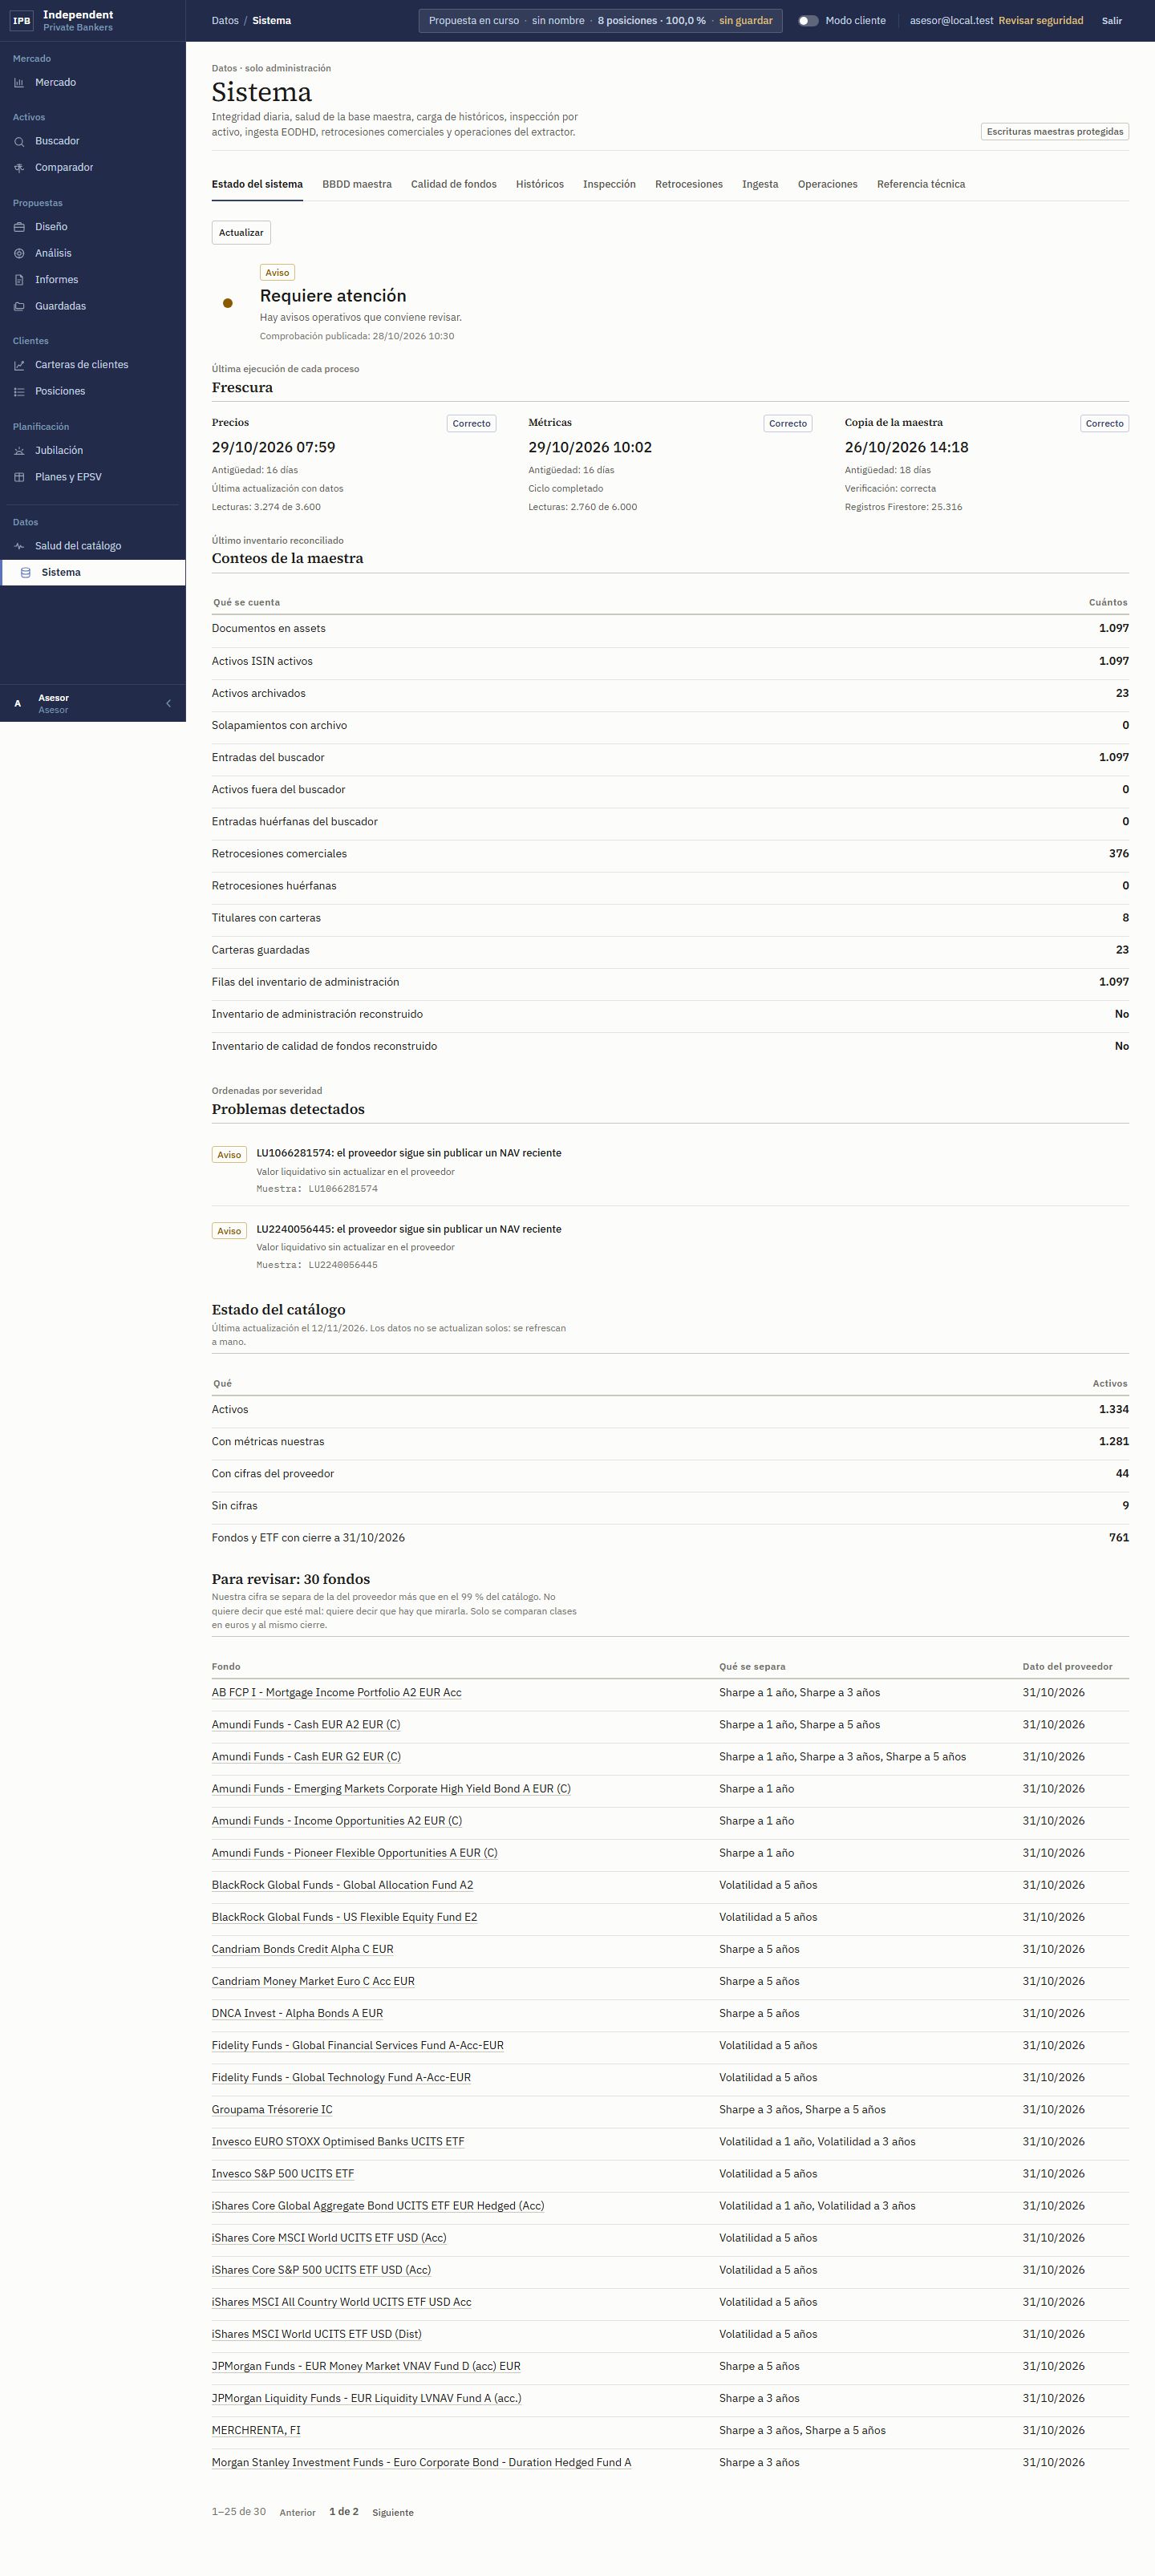 IPB
Independent
Private Bankers
Datos / Sistema
Propuesta en curso · sin nombre · 8 posiciones · 100,0 % · sin guardar
Modo cliente
asesor@local.test
Revisar seguridad
Salir
Mercado
Mercado
Activos
Buscador
Comparador
Propuestas
Diseño
Análisis
Informes
Guardadas
Clientes
Carteras de clientes
Posiciones
Planificación
Jubilación
Planes y EPSV
Datos
Salud del catálogo
Sistema
A
Asesor
Asesor
Datos · solo administración
Sistema
Integridad diaria, salud de la base maestra, carga de históricos, inspección por
activo, ingesta EODHD, retrocesiones comerciales y operaciones del extractor.
Escrituras maestras protegidas
Estado del sistema
BBDD maestra
Calidad de fondos
Históricos
Inspección
Retrocesiones
Ingesta
Operaciones
Referencia técnica
Actualizar
Aviso
Requiere atención
Hay avisos operativos que conviene revisar.
Comprobación publicada: 28/10/2026 10:30
Última ejecución de cada proceso
Frescura
Precios Correcto
29/10/2026 07:59
Antigüedad: 16 días
Última actualización con datos
Lecturas: 3.274 de 3.600
Métricas Correcto
29/10/2026 10:02
Antigüedad: 16 días
Ciclo completado
Lecturas: 2.760 de 6.000
Copia de la maestra Correcto
26/10/2026 14:18
Antigüedad: 18 días
Verificación: correcta
Registros Firestore: 25.316
Último inventario reconciliado
Conteos de la maestra
Qué se cuenta Cuántos
Documentos en assets 1.097
Activos ISIN activos 1.097
Activos archivados 23
Solapamientos con archivo 0
Entradas del buscador 1.097
Activos fuera del buscador 0
Entradas huérfanas del buscador 0
Retrocesiones comerciales 376
Retrocesiones huérfanas 0
Titulares con carteras 8
Carteras guardadas 23
Filas del inventario de administración 1.097
Inventario de administración reconstruido No
Inventario de calidad de fondos reconstruido No
Ordenadas por severidad
Problemas detectados
Aviso LU1066281574: el proveedor sigue sin publicar un NAV reciente
Valor liquidativo sin actualizar en el proveedor
Muestra: LU1066281574
Aviso LU2240056445: el proveedor sigue sin publicar un NAV reciente
Valor liquidativo sin actualizar en el proveedor
Muestra: LU2240056445
Estado del catálogo
Última actualización el 12/11/2026. Los datos no se actualizan solos: se refrescan
a mano.
Qué Activos
Activos 1.334
Con métricas nuestras 1.281
Con cifras del proveedor 44
Sin cifras 9
Fondos y ETF con cierre a 31/10/2026 761
Para revisar: 30 fondos
Nuestra cifra se separa de la del proveedor más que en el 99 % del catálogo. No
quiere decir que esté mal: quiere decir que hay que mirarla. Solo se comparan clases
en euros y al mismo cierre.
Fondo Qué se separa Dato del proveedor
AB FCP I - Mortgage Income Portfolio A2 EUR Acc Sharpe a 1 año, Sharpe a 3 años 31/10/2026
Amundi Funds - Cash EUR A2 EUR (C) Sharpe a 1 año, Sharpe a 5 años 31/10/2026
Amundi Funds - Cash EUR G2 EUR (C) Sharpe a 1 año, Sharpe a 3 años, Sharpe a 5 años 31/10/2026
Amundi Funds - Emerging Markets Corporate High Yield Bond A EUR (C) Sharpe a 1 año 31/10/2026
Amundi Funds - Income Opportunities A2 EUR (C) Sharpe a 1 año 31/10/2026
Amundi Funds - Pioneer Flexible Opportunities A EUR (C) Sharpe a 1 año 31/10/2026
BlackRock Global Funds - Global Allocation Fund A2 Volatilidad a 5 años 31/10/2026
BlackRock Global Funds - US Flexible Equity Fund E2 Volatilidad a 5 años 31/10/2026
Candriam Bonds Credit Alpha C EUR Sharpe a 5 años 31/10/2026
Candriam Money Market Euro C Acc EUR Sharpe a 5 años 31/10/2026
DNCA Invest - Alpha Bonds A EUR Sharpe a 5 años 31/10/2026
Fidelity Funds - Global Financial Services Fund A-Acc-EUR Volatilidad a 5 años 31/10/2026
Fidelity Funds - Global Technology Fund A-Acc-EUR Volatilidad a 5 años 31/10/2026
Groupama Trésorerie IC Sharpe a 3 años, Sharpe a 5 años 31/10/2026
Invesco EURO STOXX Optimised Banks UCITS ETF Volatilidad a 1 año, Volatilidad a 3 años 31/10/2026
Invesco S&P 500 UCITS ETF Volatilidad a 5 años 31/10/2026
iShares Core Global Aggregate Bond UCITS ETF EUR Hedged (Acc) Volatilidad a 1 año, Volatilidad a 3 años 31/10/2026
iShares Core MSCI World UCITS ETF USD (Acc) Volatilidad a 5 años 31/10/2026
iShares Core S&P 500 UCITS ETF USD (Acc) Volatilidad a 5 años 31/10/2026
iShares MSCI All Country World UCITS ETF USD Acc Volatilidad a 5 años 31/10/2026
iShares MSCI World UCITS ETF USD (Dist) Volatilidad a 5 años 31/10/2026
JPMorgan Funds - EUR Money Market VNAV Fund D (acc) EUR Sharpe a 5 años 31/10/2026
JPMorgan Liquidity Funds - EUR Liquidity LVNAV Fund A (acc.) Sharpe a 3 años 31/10/2026
MERCHRENTA, FI Sharpe a 3 años, Sharpe a 5 años 31/10/2026
Morgan Stanley Investment Funds - Euro Corporate Bond - Duration Hedged Fund A Sharpe a 3 años 31/10/2026
1–25 de 30 Anterior 1 de 2 Siguiente